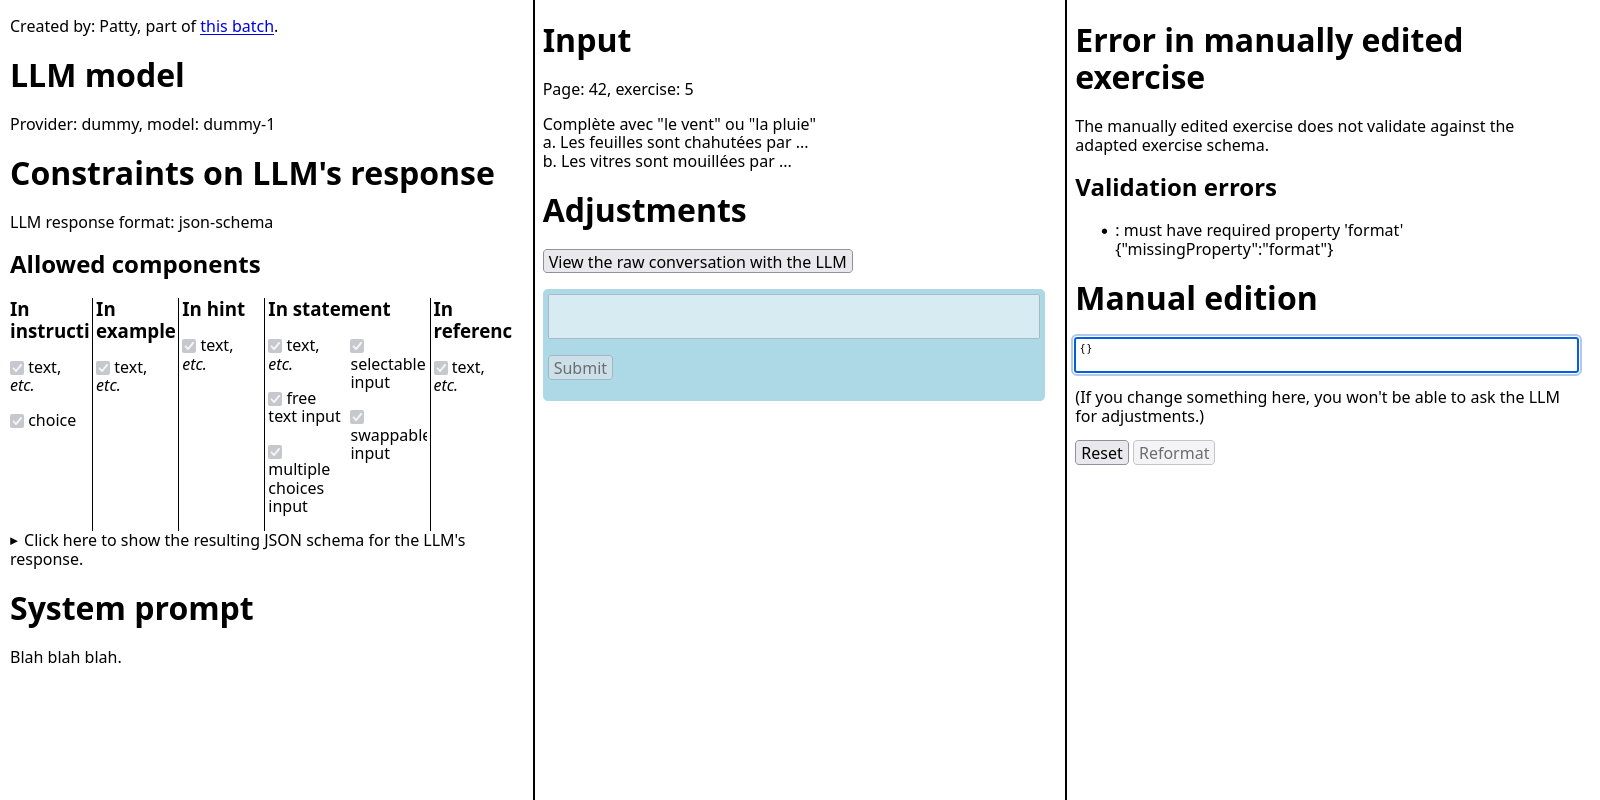 Created by: Patty, part of this batch.
LLM model
Provider: dummy, model: dummy-1
Constraints on LLM's response
LLM response format: json-schema
Allowed components
In
instructi
text,
etc.
choice
In
example
text,
etc.
In hint
text,
etc.
In statement
text,
etc.
free
text input
multiple
choices
input
selectable
input
swappable
input
In
referenc
text,
etc.
Click here to show the resulting JSON schema for the LLM's
response.
System prompt
Blah blah blah.
Input
Page: 42, exercise: 5
Complète avec "le vent" ou "la pluie"
a. Les feuilles sont chahutées par ...
b. Les vitres sont mouillées par ...
Adjustments
View the raw conversation with the LLM
Submit
Error in manually edited
exercise
The manually edited exercise does not validate against the
adapted exercise schema.
Validation errors
• : must have required property 'format'
{"missingProperty":"format"}
Manual edition
{}
(If you change something here, you won't be able to ask the LLM
for adjustments.)
Reset Reformat